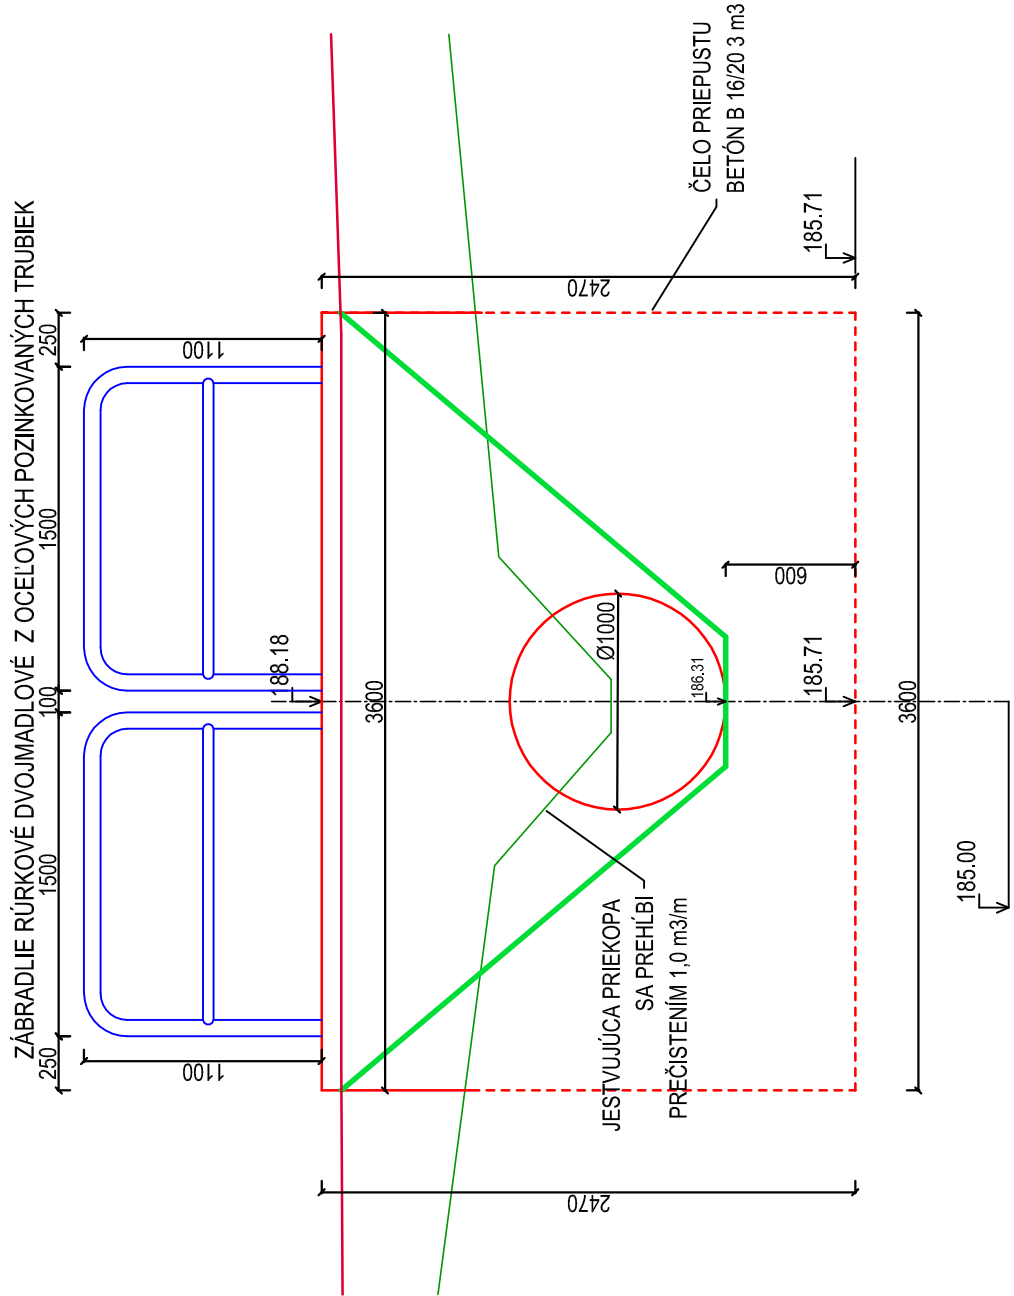 ZÁBRADLIE RÚRKOVÉ DVOJMADLOVÉ Z OCEĽOVÝCH POZINKOVANÝCH TRUBIEK
250
1500
100
1500
250
1100
1100
188.18
3600
2470
2470
Ø1000
186.31
600
185.71
185.71
3600
185.00
ČELO PRIEPUSTU
BETÓN B 16/20 3 m3
JESTVUJÚCA PRIEKOPA
SA PREHĹBI
PREČISTENÍM 1,0 m3/m